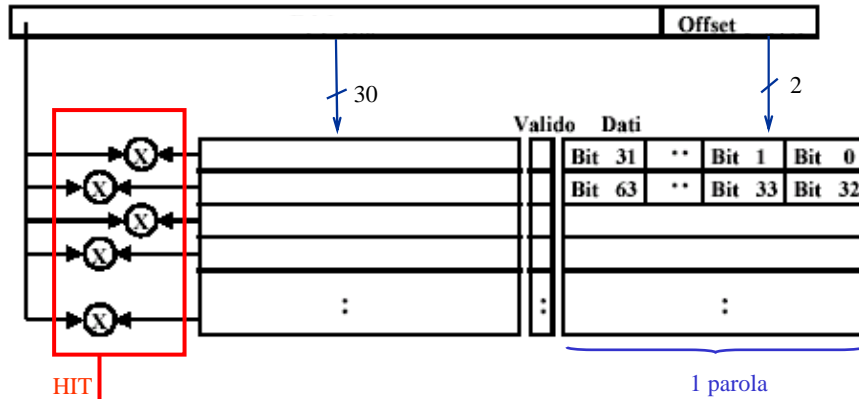 Offset
30
2
Valido Dati
X
Bit 31 .. Bit 1 Bit 0
X
Bit 63 .. Bit 33 Bit 32
X
X
X : : :
HIT
1 parola